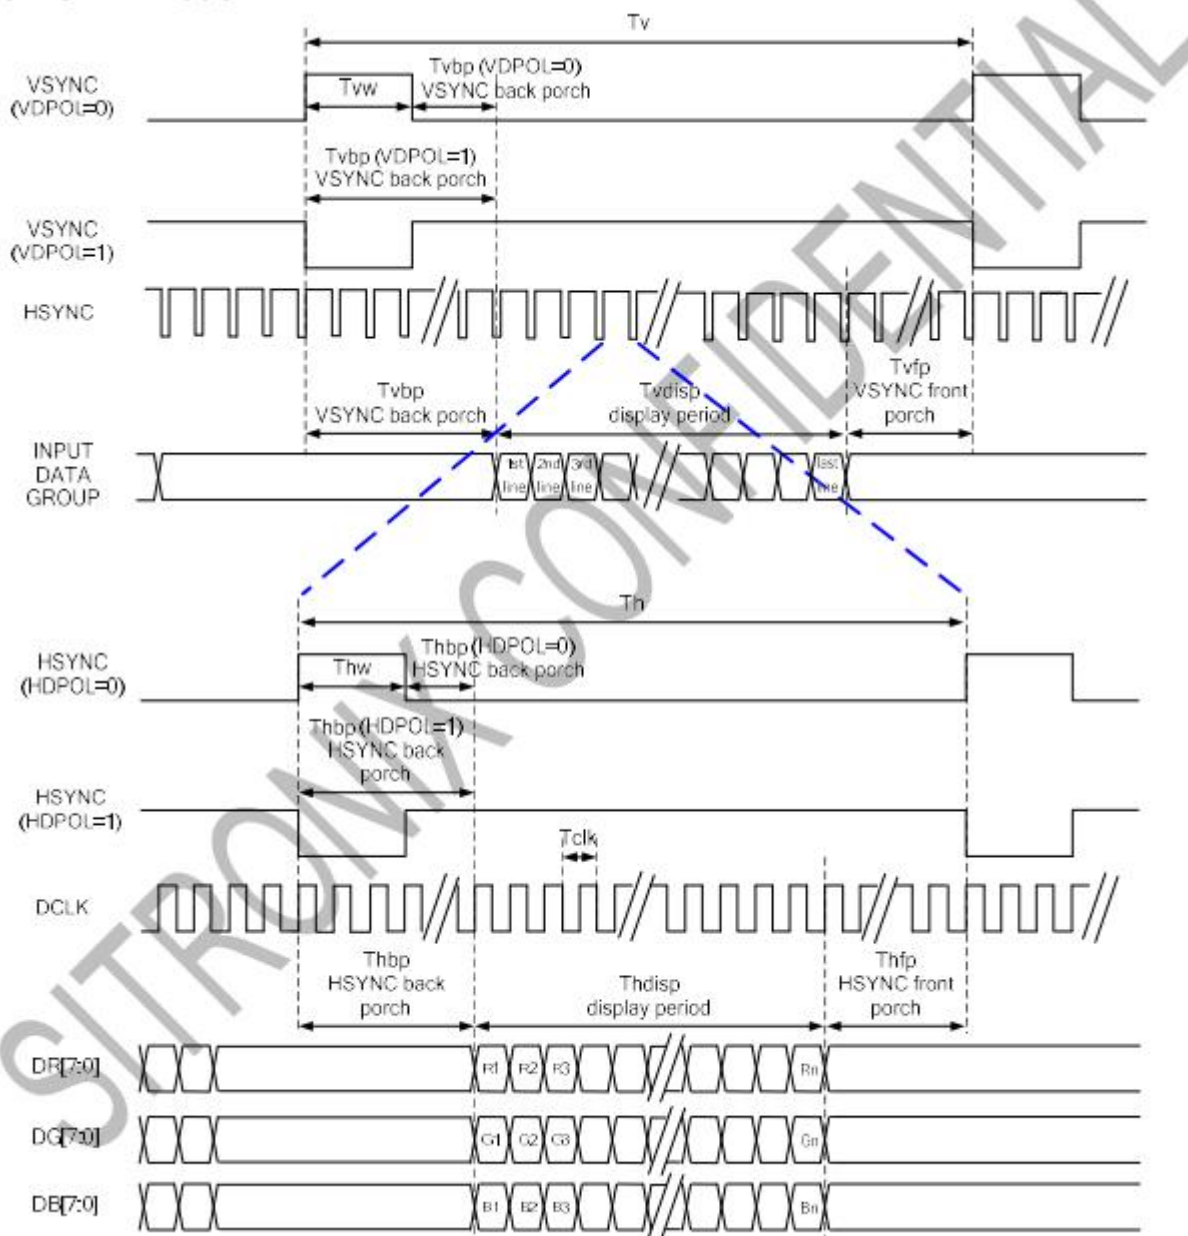 Tv
VSYNC
(VDPOL=0)
Tvw
Tvbp (VDPOL=0)
VSYNC back porch
Tvbp (VDPOL=1)
VSYNC back porch
VSYNC
(VDPOL=1)
HSYNC
Tvbp
VSYNC back porch
Tvdisp
display period
Tvfp
VSYNC front
porch
INPUT
DATA
GROUP
1st
line
2nd
line
3rd
line
last
line
Th
HSYNC
(HDPOL=0)
Thw
Thbp (HDPOL=0)
HSYNC back porch
Thbp (HDPOL=1)
HSYNC back
porch
HSYNC
(HDPOL=1)
Tclk
DCLK
Thbp
HSYNC back
porch
Thdisp
display period
Thfp
HSYNC front
porch
DR[7:0]
R1 R2 R3 Rn
DG[7:0]
G1 G2 G3 Gn
DB[7:0]
B1 B2 B3 Bn
SITRONIX CONFIDENTIAL